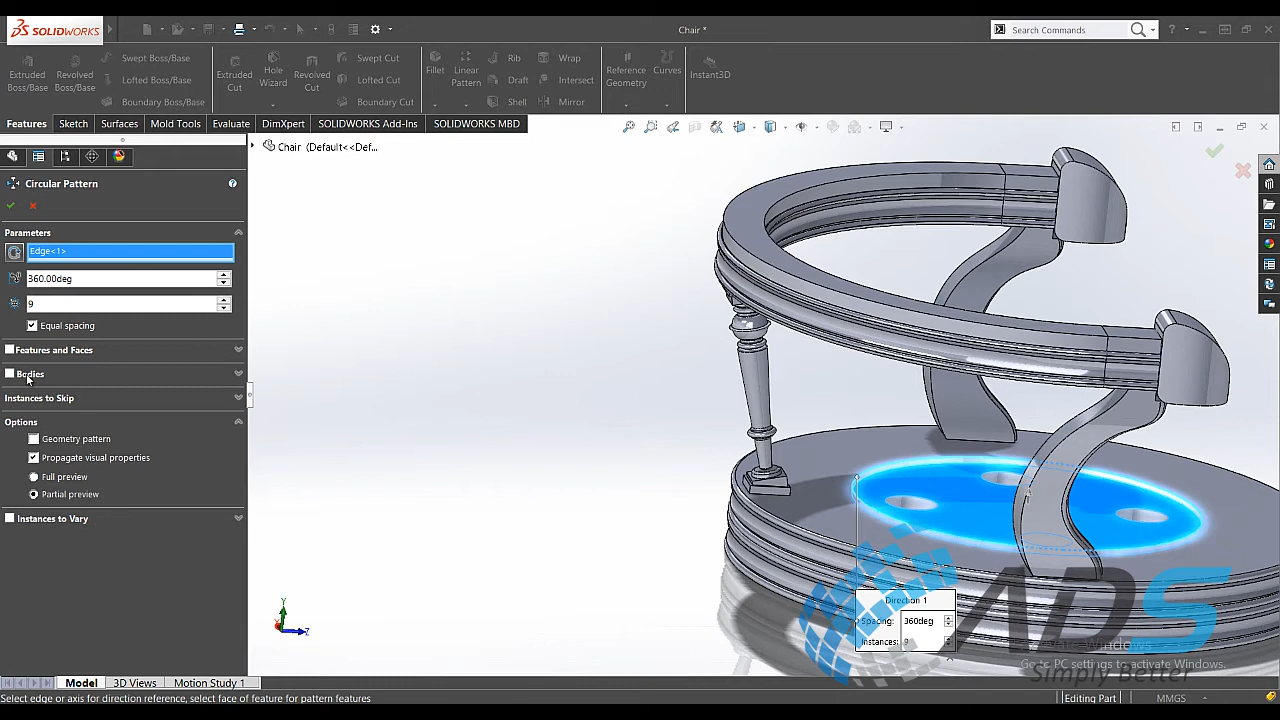 SOLIDWORKS
Chair *
Search Commands
Extruded Boss/Base
Revolved Boss/Base
Swept Boss/Base
Lofted Boss/Base
Boundary Boss/Base
Extruded Cut
Hole Wizard
Revolved Cut
Swept Cut
Lofted Cut
Boundary Cut
Fillet
Linear Pattern
Rib
Draft
Shell
Wrap
Intersect
Mirror
Reference Geometry
Curves
Instant3D
Features Sketch Surfaces Mold Tools Evaluate DimXpert SOLIDWORKS Add-Ins SOLIDWORKS MBD
Chair (Default<<Def...
Circular Pattern
Parameters
Edge<1>
360.00deg
9
Equal spacing
Features and Faces
Bodies
Instances to Skip
Options
Geometry pattern
Propagate visual properties
Full preview
Partial preview
Instances to Vary
Direction 1
Spacing: 360deg
Instances: 9
ADS
Simply Better
Go to PC settings to activate Windows.
Y
Z
Model 3D Views Motion Study 1
Select edge or axis for direction reference, select face of feature for pattern features
Editing Part
MMGS